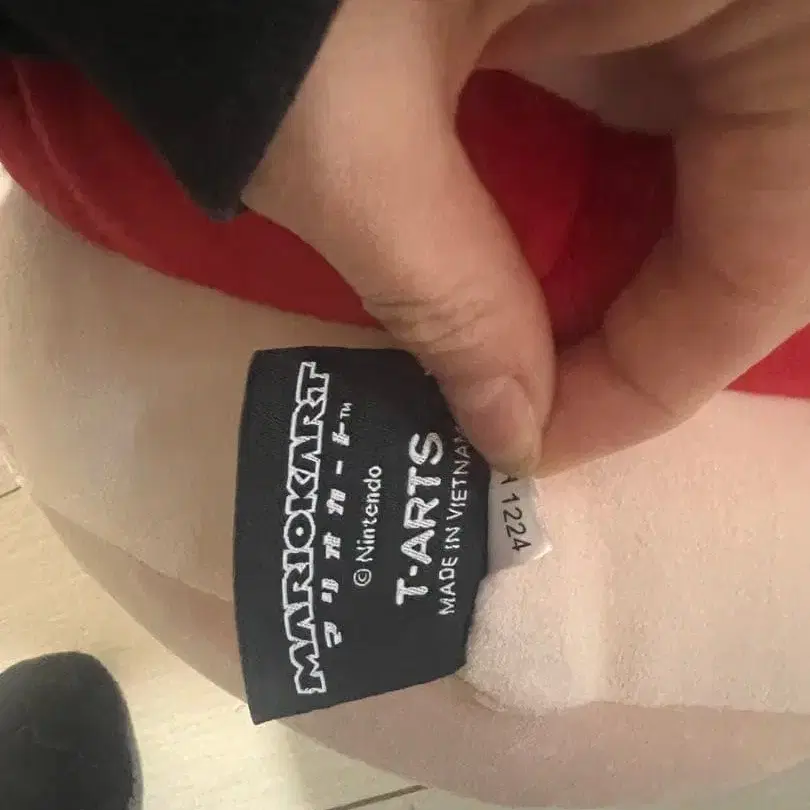 MARIOKART
マリオカート™
© Nintendo
T-ARTS
MADE IN VIETNAM
1224